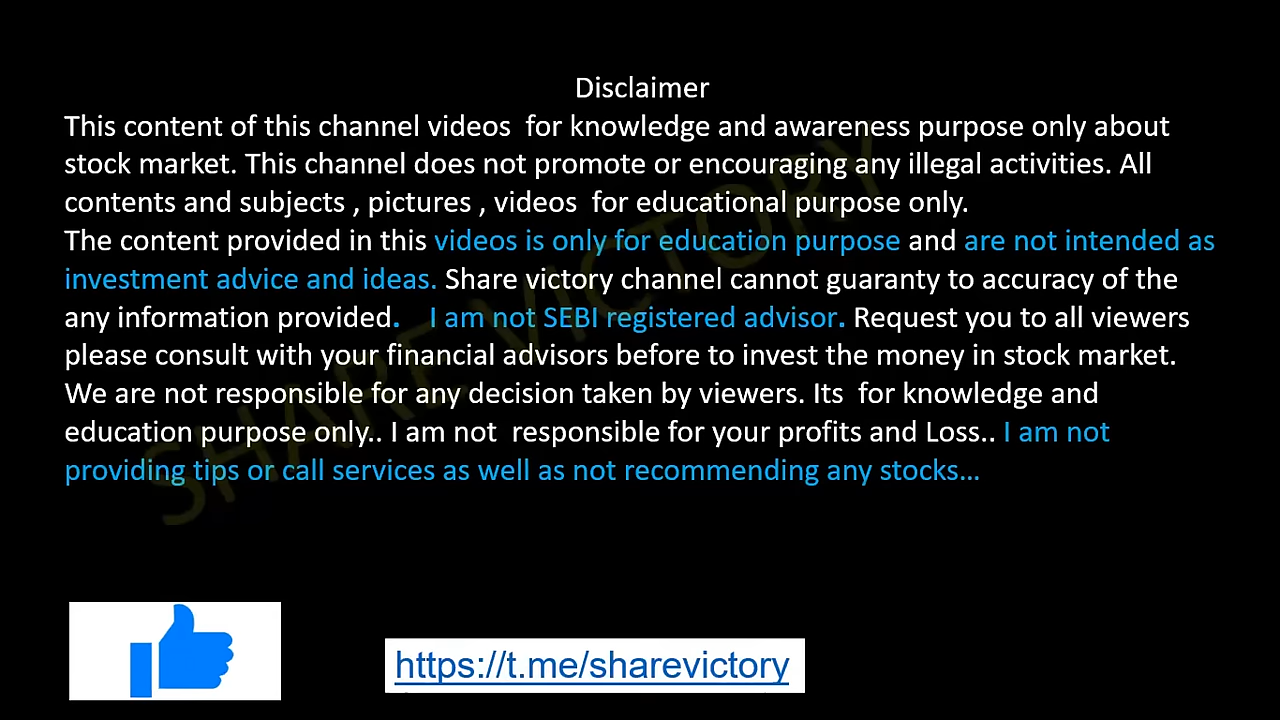 Disclaimer
This content of this channel videos for knowledge and awareness purpose only about
stock market. This channel does not promote or encouraging any illegal activities. All
contents and subjects , pictures , videos for educational purpose only.
The content provided in this videos is only for education purpose and are not intended as
investment advice and ideas. Share victory channel cannot guaranty to accuracy of the
any information provided. I am not SEBI registered advisor. Request you to all viewers
please consult with your financial advisors before to invest the money in stock market.
We are not responsible for any decision taken by viewers. Its for knowledge and
education purpose only.. I am not responsible for your profits and Loss.. I am not
providing tips or call services as well as not recommending any stocks...
SHARE VICTORY
https://t.me/sharevictory